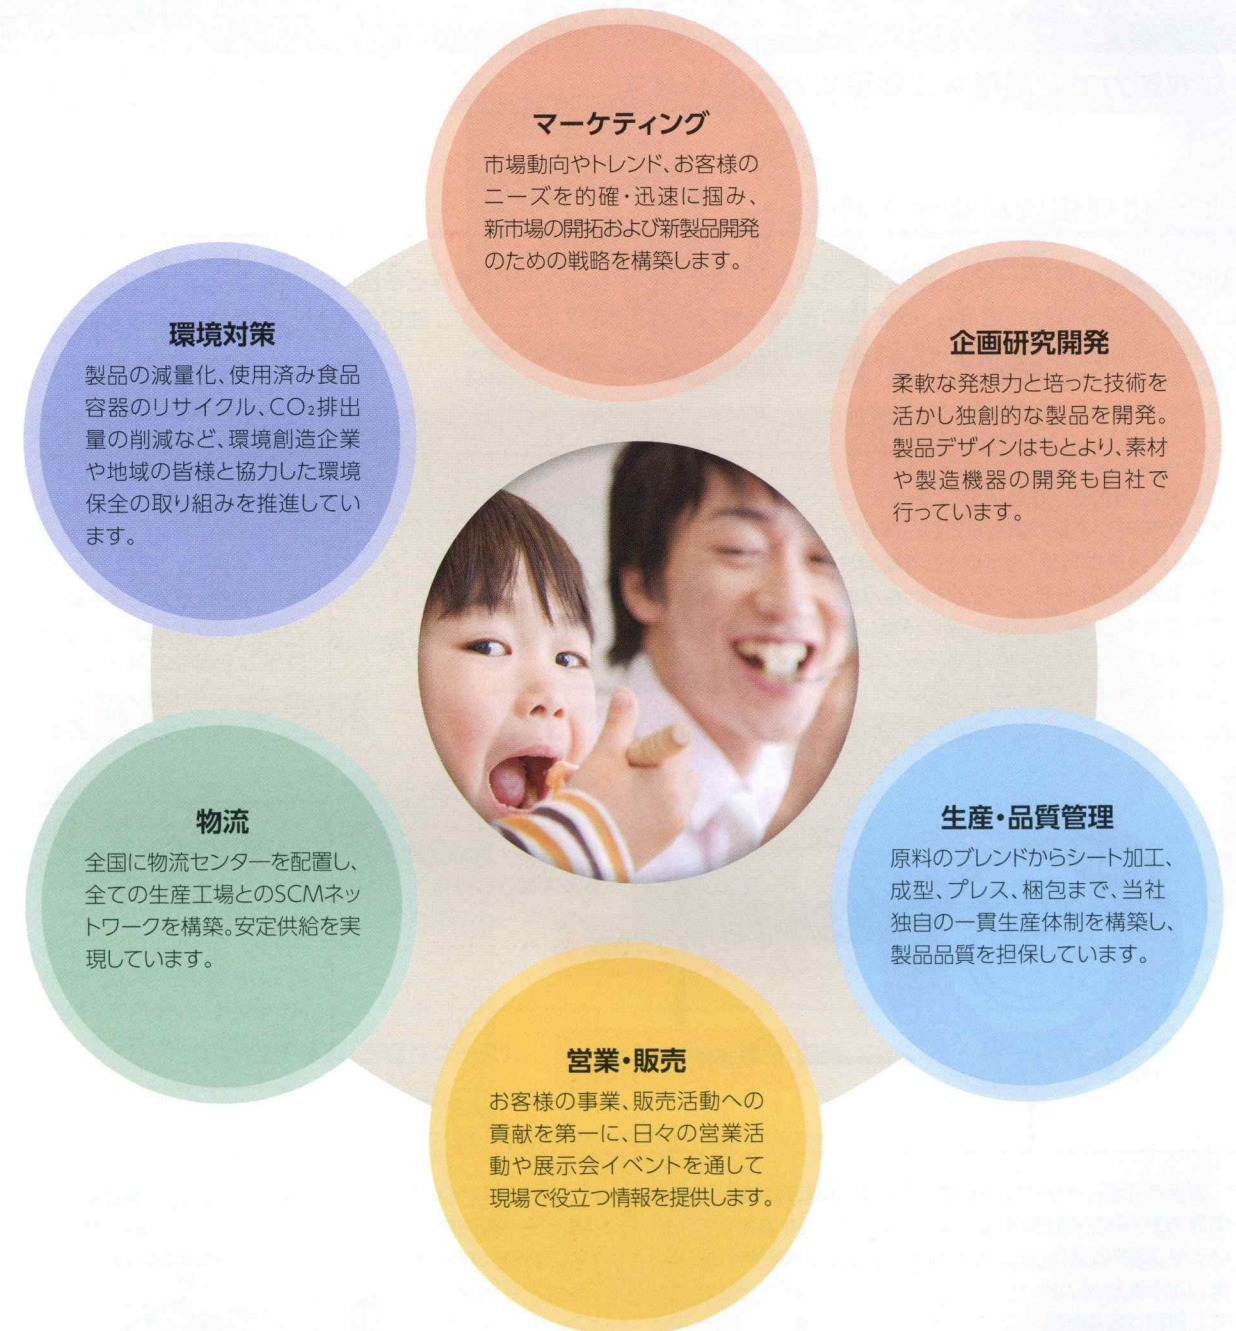 マーケティング
市場動向やトレンド、お客様の
ニーズを的確・迅速に掴み、
新市場の開拓および新製品開発
のための戦略を構築します。
企画研究開発
柔軟な発想力と培った技術を
活かし独創的な製品を開発。
製品デザインはもとより、素材
や製造機器の開発も自社で
行っています。
生産・品質管理
原料のブレンドからシート加工、
成型、プレス、梱包まで、当社
独自の一貫生産体制を構築し、
製品品質を担保しています。
営業・販売
お客様の事業、販売活動への
貢献を第一に、日々の営業活
動や展示会イベントを通して
現場で役立つ情報を提供します。
物流
全国に物流センターを配置し、
全ての生産工場とのSCMネッ
トワークを構築。安定供給を実
現しています。
環境対策
製品の減量化、使用済み食品
容器のリサイクル、CO₂排出
量の削減など、環境創造企業
や地域の皆様と協力した環境
保全の取り組みを推進してい
ます。